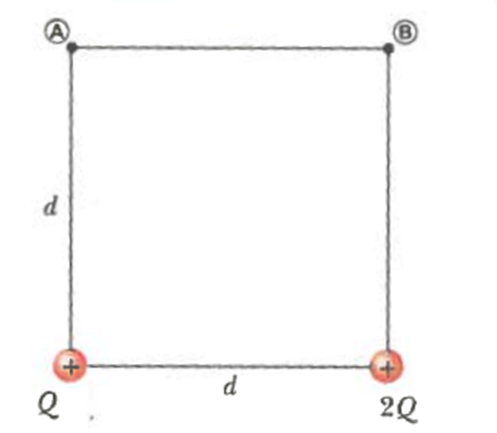 Ⓐ Ⓑ
d
+ +
d
Q 2Q